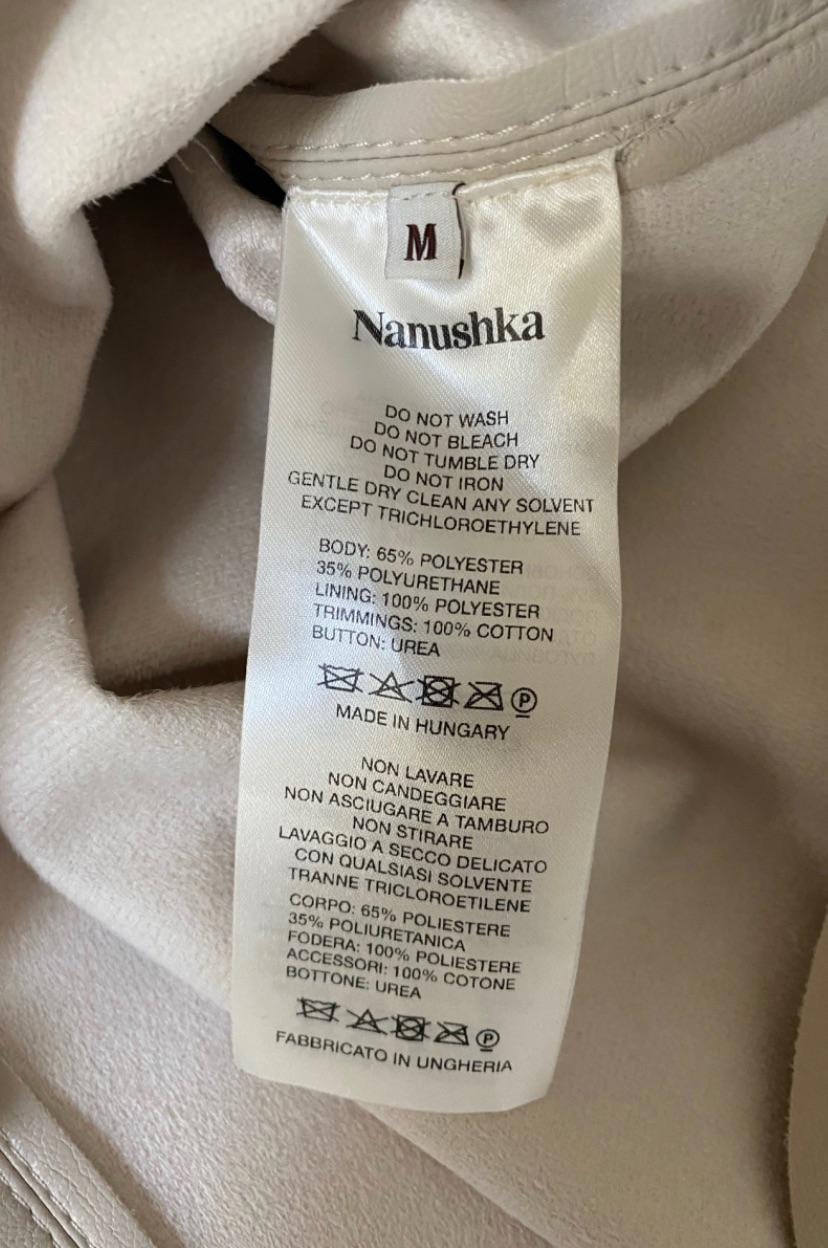 M
Nanushka
DO NOT WASH
DO NOT BLEACH
DO NOT TUMBLE DRY
DO NOT IRON
GENTLE DRY CLEAN ANY SOLVENT
EXCEPT TRICHLOROETHYLENE
BODY: 65% POLYESTER
35% POLYURETHANE
LINING: 100% POLYESTER
TRIMMINGS: 100% COTTON
BUTTON: UREA
P
MADE IN HUNGARY
NON LAVARE
NON CANDEGGIARE
NON ASCIUGARE A TAMBURO
NON STIRARE
LAVAGGIO A SECCO DELICATO
CON QUALSIASI SOLVENTE
TRANNE TRICLOROETILENE
CORPO: 65% POLIESTERE
35% POLIURETANICA
FODERA: 100% POLIESTERE
ACCESSORI: 100% COTONE
BOTTONE: UREA
P
FABBRICATO IN UNGHERIA